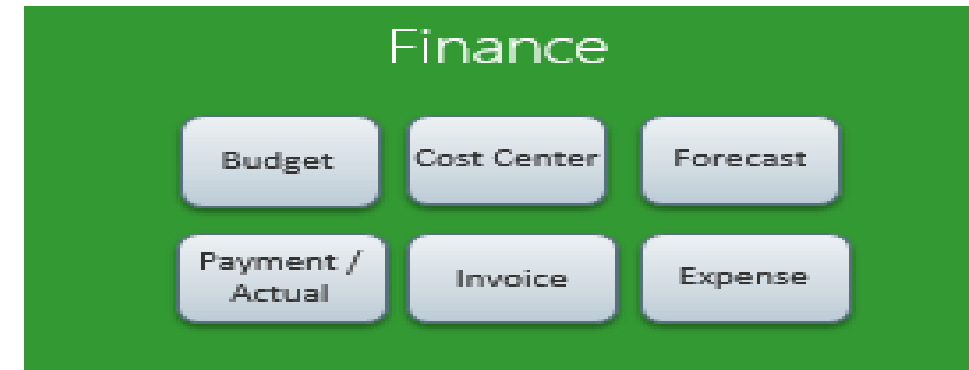 Finance
Budget
Cost Center
Forecast
Payment /
Actual
Invoice
Expense